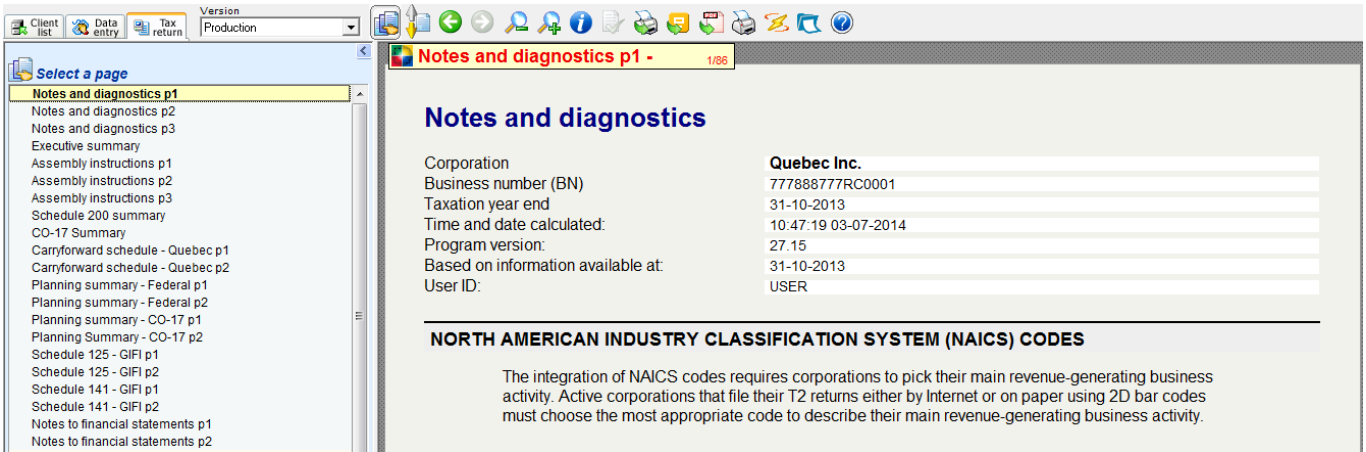 Version
Client list
Data entry
Tax return
Production
Select a page
Notes and diagnostics p1
Notes and diagnostics p2
Notes and diagnostics p3
Executive summary
Assembly instructions p1
Assembly instructions p2
Assembly instructions p3
Schedule 200 summary
CO-17 Summary
Carryforward schedule - Quebec p1
Carryforward schedule - Quebec p2
Planning summary - Federal p1
Planning summary - Federal p2
Planning summary - CO-17 p1
Planning Summary - CO-17 p2
Schedule 125 - GIFI p1
Schedule 125 - GIFI p2
Schedule 141 - GIFI p1
Schedule 141 - GIFI p2
Notes to financial statements p1
Notes to financial statements p2
Notes and diagnostics p1 - 1/86
Notes and diagnostics
Corporation Quebec Inc.
Business number (BN) 777888777RC0001
Taxation year end 31-10-2013
Time and date calculated: 10:47:19 03-07-2014
Program version: 27.15
Based on information available at: 31-10-2013
User ID: USER
NORTH AMERICAN INDUSTRY CLASSIFICATION SYSTEM (NAICS) CODES
The integration of NAICS codes requires corporations to pick their main revenue-generating business
activity. Active corporations that file their T2 returns either by Internet or on paper using 2D bar codes
must choose the most appropriate code to describe their main revenue-generating business activity.